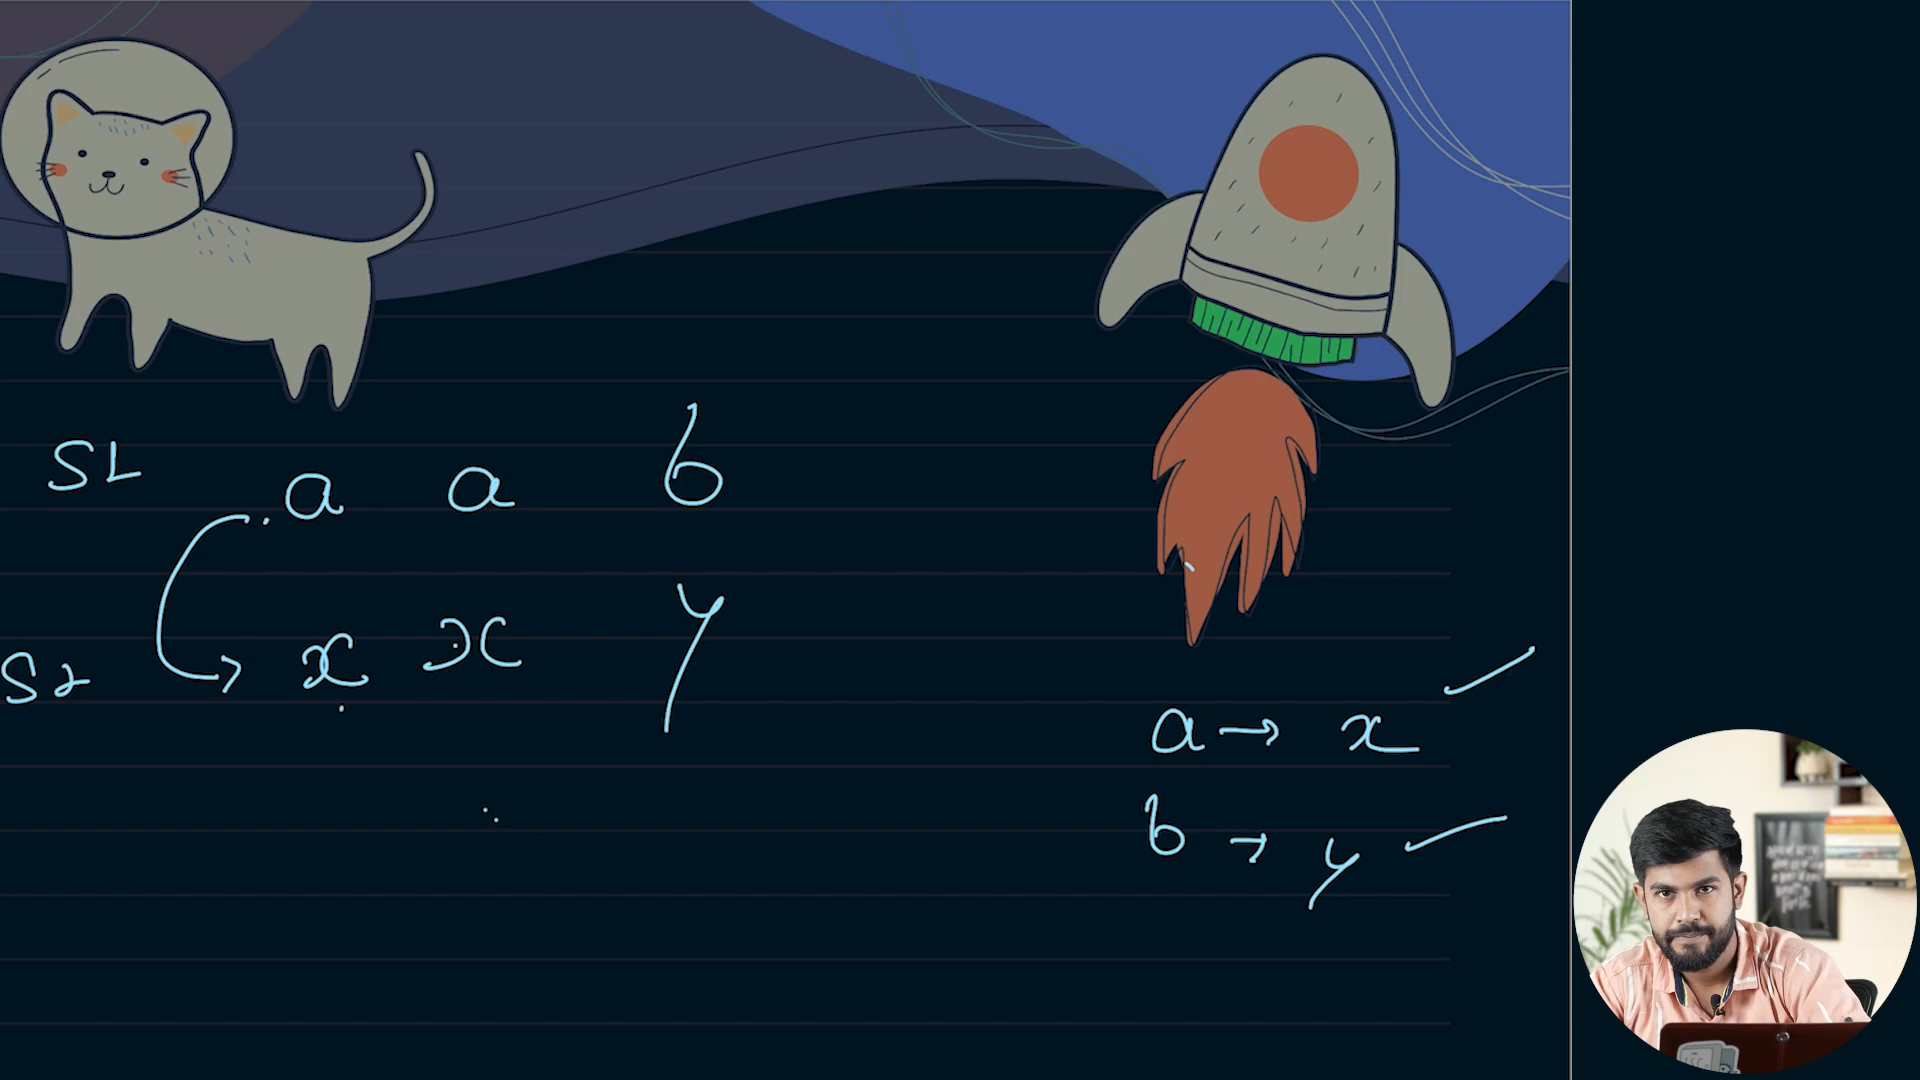 S1 a a b
S2 x x y
a → x ✓
b → y ✓